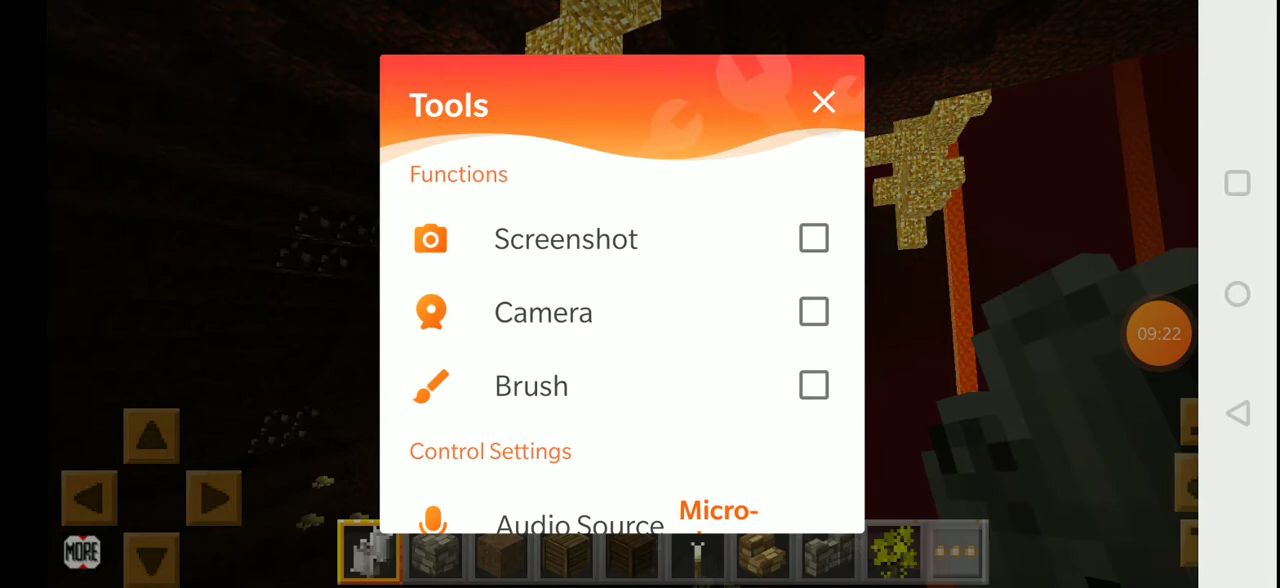 Tools
Functions
Screenshot
Camera
Brush
Control Settings
Audio Source
Micro-
09:22
MORE